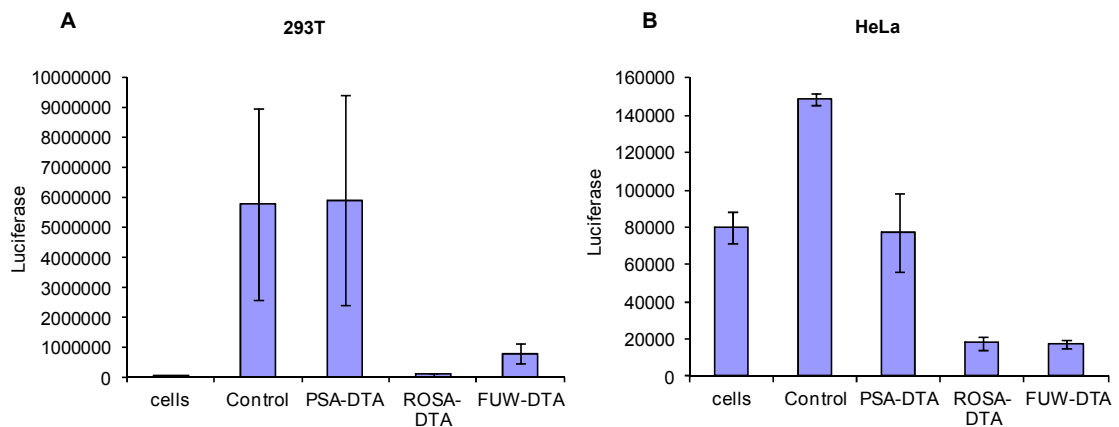 A
293T
Luciferase
10000000
9000000
8000000
7000000
6000000
5000000
4000000
3000000
2000000
1000000
0
cells
Control
PSA-DTA
ROSA-
DTA
FUW-DTA
B
HeLa
Luciferase
160000
140000
120000
100000
80000
60000
40000
20000
0
cells
Control
PSA-DTA
ROSA-
DTA
FUW-DTA